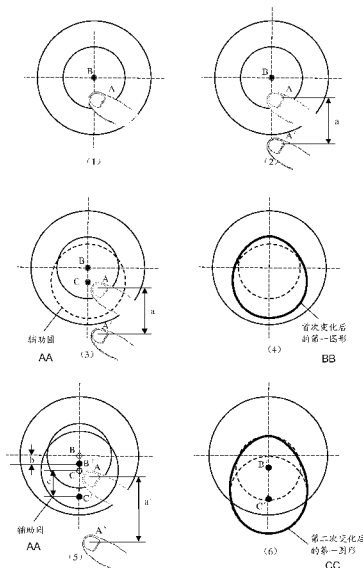 B
A
(1)
B
A
A'
a
(2)
B
C
A
A'
a
辅助圆
AA
(3)
首次变化后
的第一图形
(4)
BB
B
B'
C
C'
A
A'
A"
b
c
a'
辅助圆
AA
(5)
B'
C'
第二次变化后
的第一图形
(6)
CC